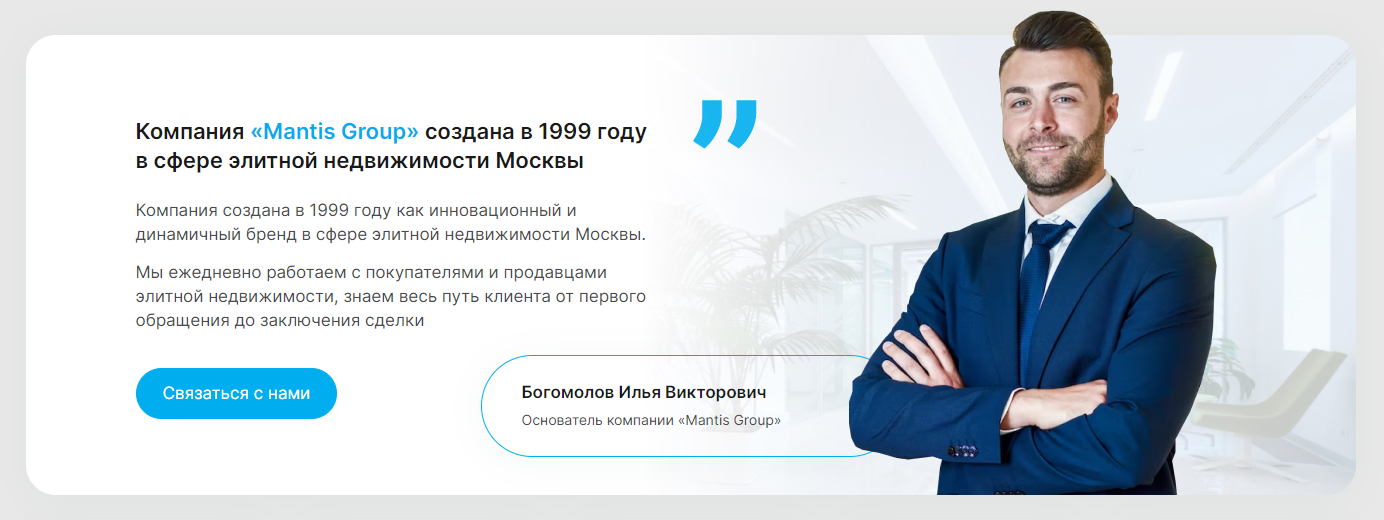 Компания «Mantis Group» создана в 1999 году
в сфере элитной недвижимости Москвы
”
Компания создана в 1999 году как инновационный и
динамичный бренд в сфере элитной недвижимости Москвы.
Мы ежедневно работаем с покупателями и продавцами
элитной недвижимости, знаем весь путь клиента от первого
обращения до заключения сделки
Связаться с нами
Богомолов Илья Викторович
Основатель компании «Mantis Group»